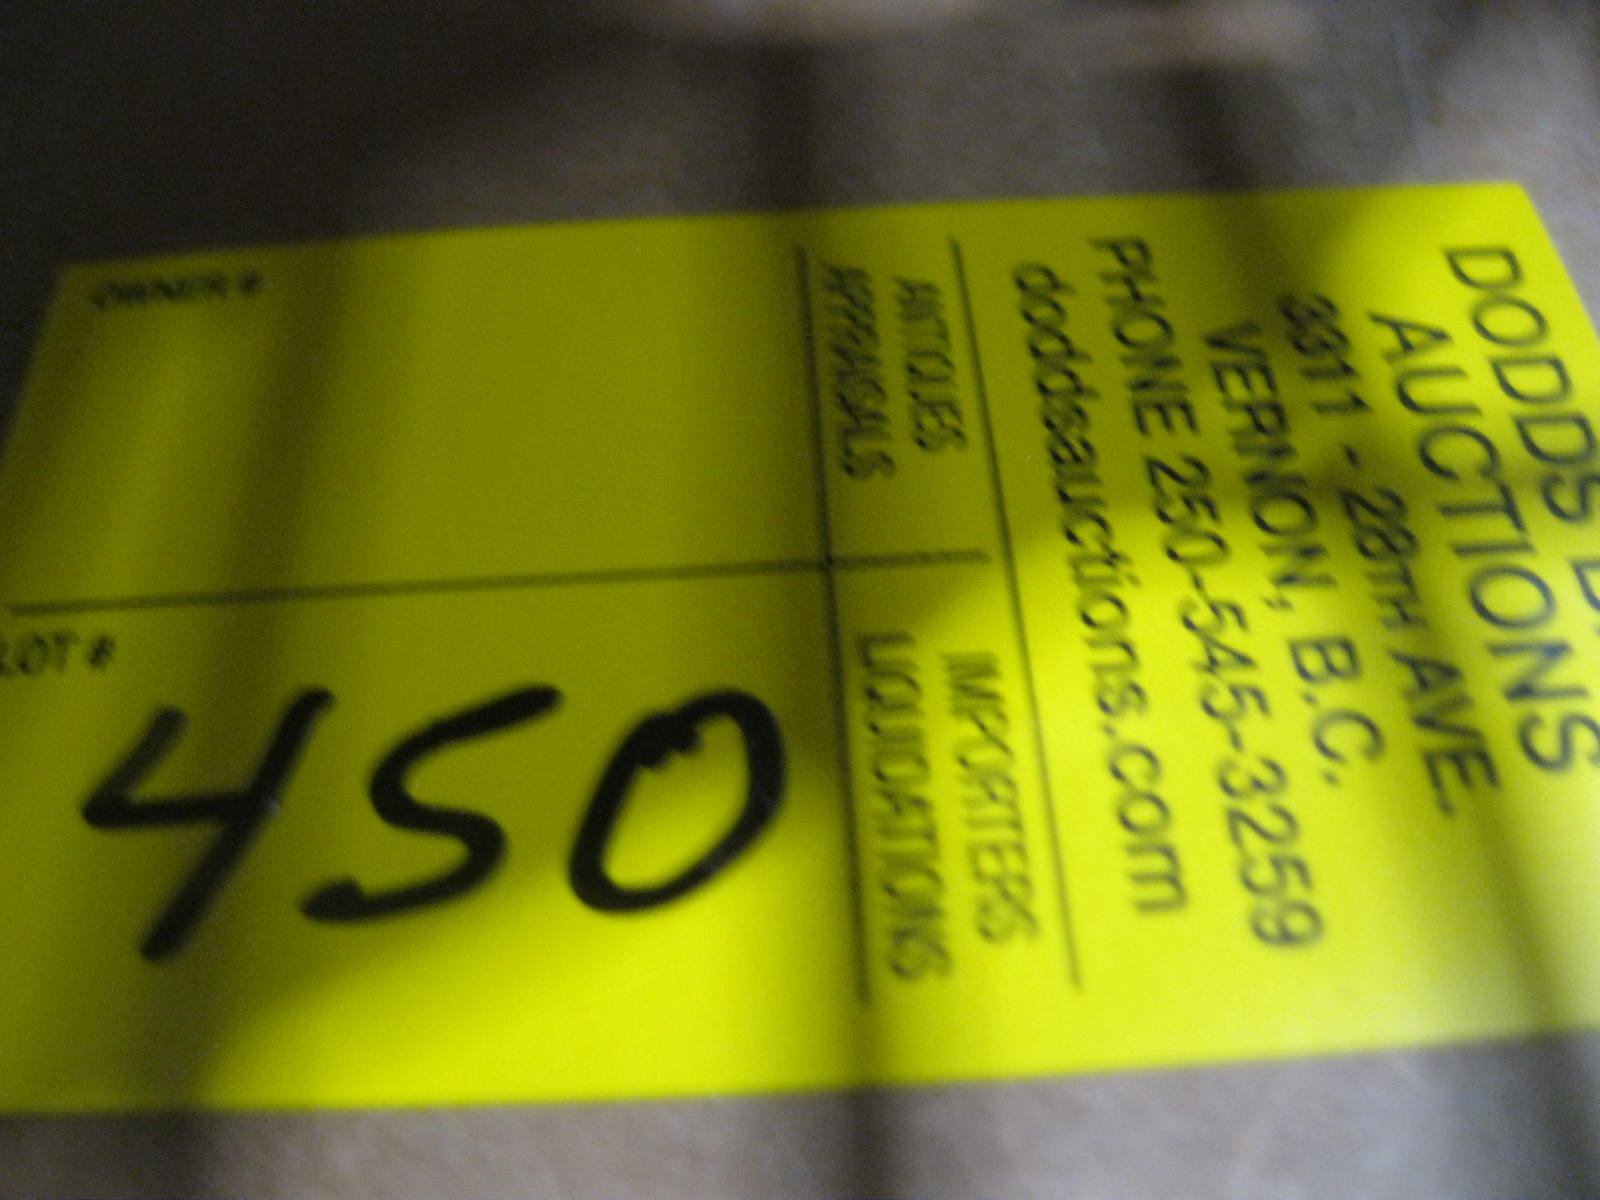 DODDS
AUCTIONS
3311 - 28TH AVE.
VERNON, B.C.
PHONE 250-545-3259
doddsauctions.com
ANTIQUES
APPRAISALS
IMPORTERS
LIQUIDATIONS
OWNER #
LOT #
450